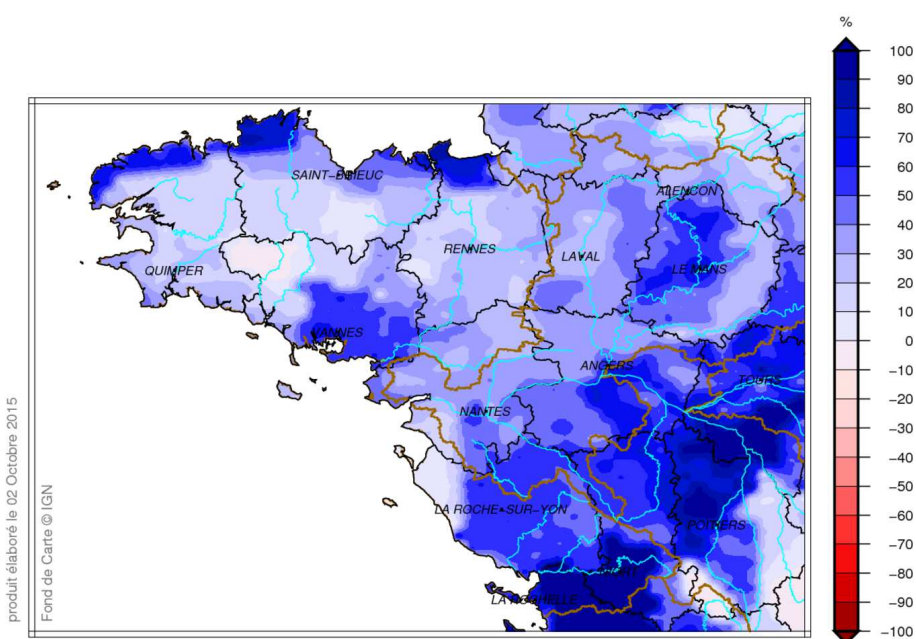 %
100
90
80
70
60
50
40
30
20
10
0
−10
−20
−30
−40
−50
−60
−70
−80
−90
−100
SAINT-BRIEUC
ALENCON
RENNES
LAVAL
LE MANS
QUIMPER
VANNES
ANGERS
TOURS
NANTES
LA ROCHE-SUR-YON
POITIERS
NIORT
LA ROCHELLE
produit élaboré le 02 Octobre 2015
Fond de Carte © IGN